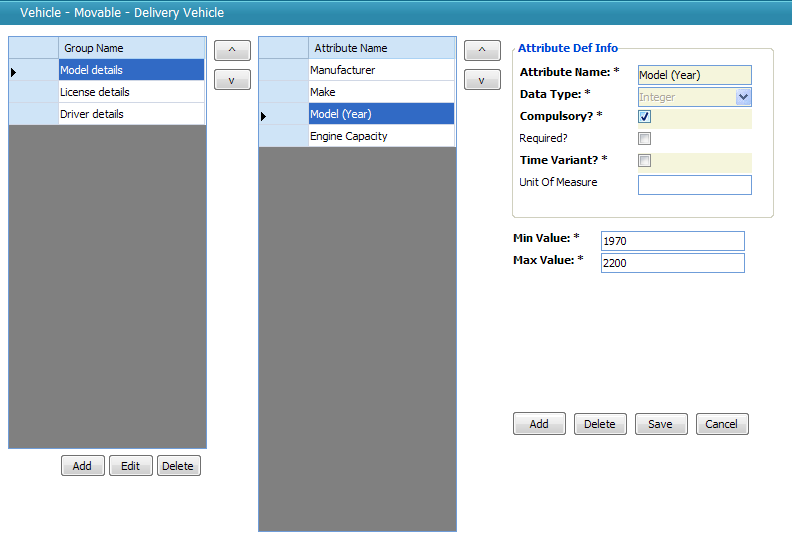 Vehicle - Movable - Delivery Vehicle
Group Name
Model details
License details
Driver details
^
v
Add
Edit
Delete
Attribute Name
Manufacturer
Make
Model (Year)
Engine Capacity
^
v
Attribute Def Info
Attribute Name: * Model (Year)
Data Type: * Integer
Compulsory? *
Required?
Time Variant? *
Unit Of Measure
Min Value: * 1970
Max Value: * 2200
Add
Delete
Save
Cancel